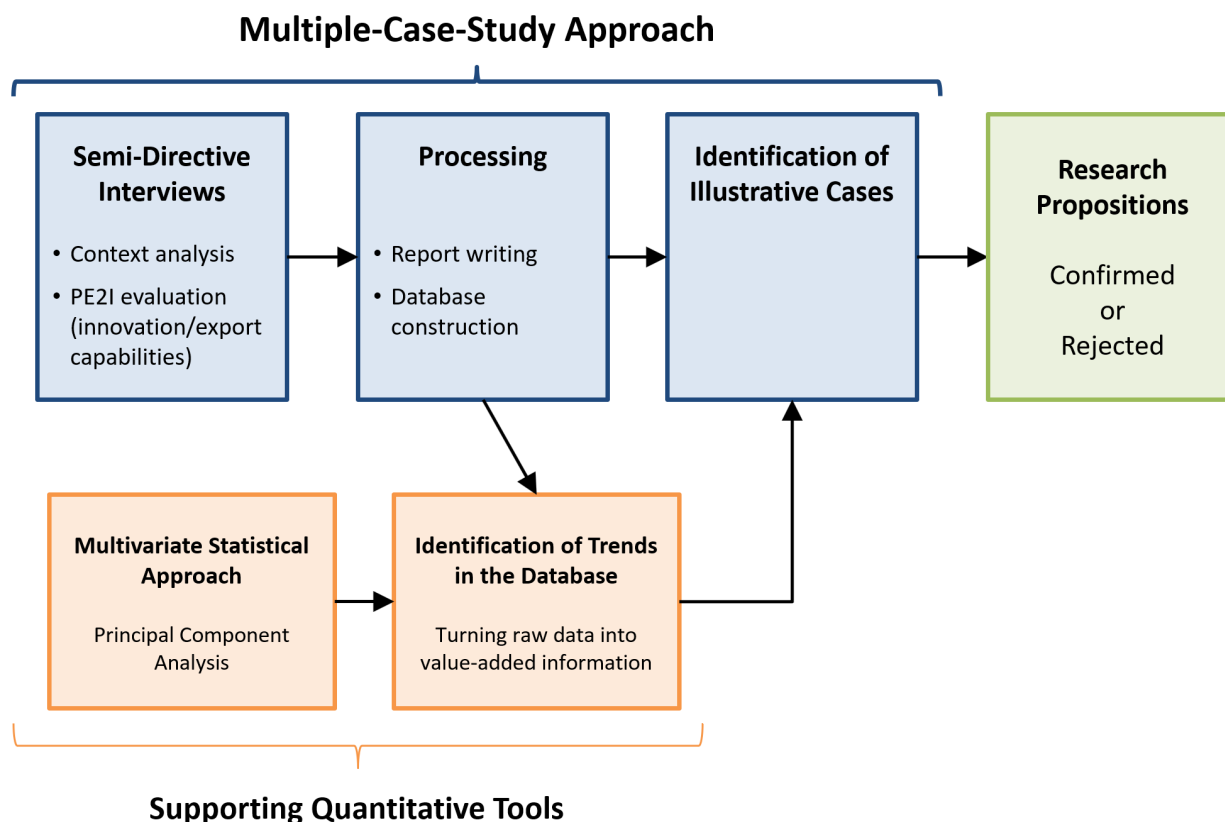 Multiple-Case-Study Approach
Semi-Directive
Interviews
• Context analysis
• PE2I evaluation
(innovation/export
capabilities)
Processing
• Report writing
• Database
construction
Identification of
Illustrative Cases
Research
Propositions
Confirmed
or
Rejected
Multivariate Statistical
Approach
Principal Component
Analysis
Identification of Trends
in the Database
Turning raw data into
value-added information
Supporting Quantitative Tools